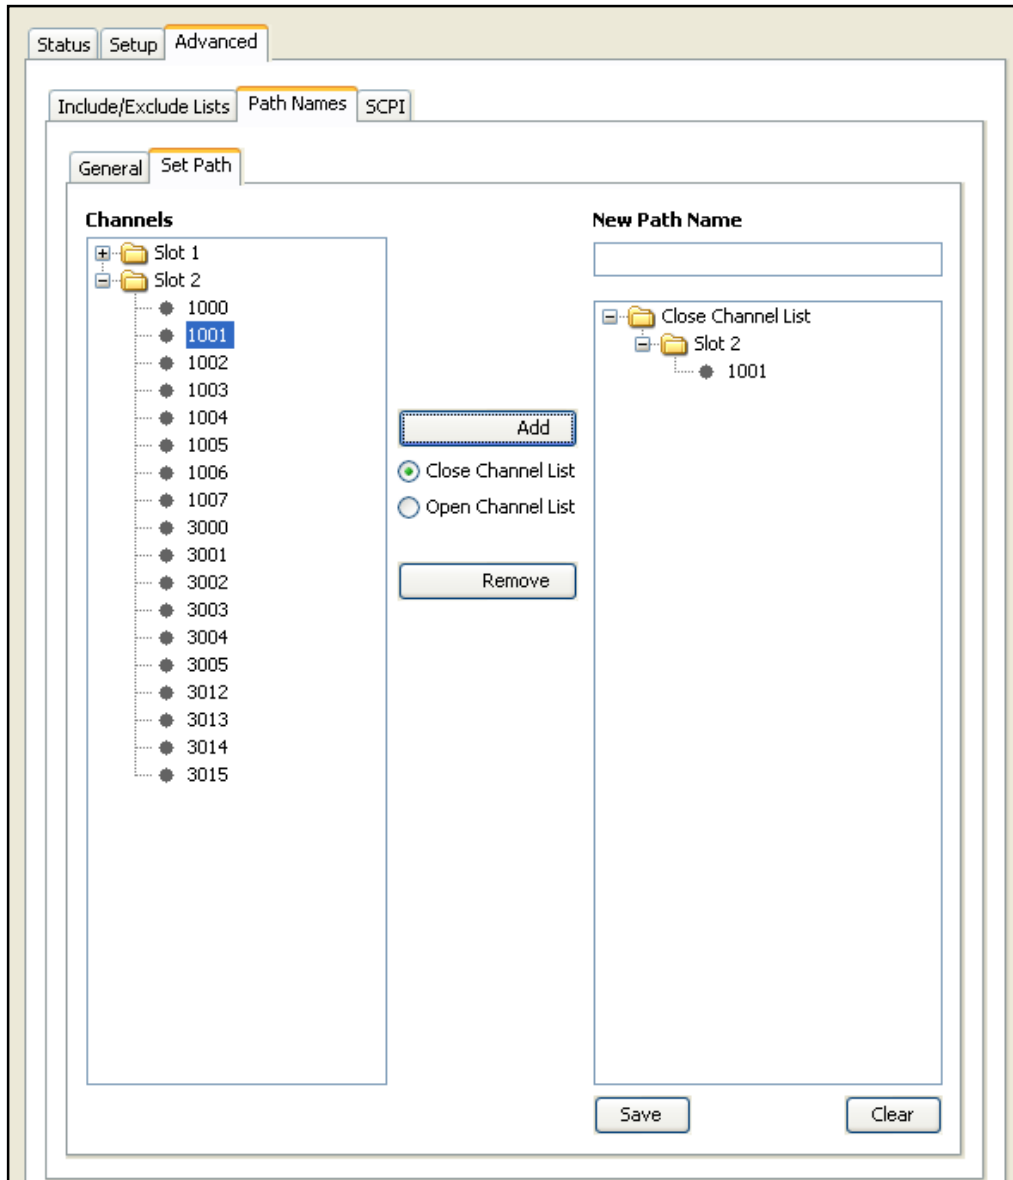 Status Setup Advanced
Include/Exclude Lists Path Names SCPI
General Set Path
Channels
Slot 1
Slot 2
1000
1001
1002
1003
1004
1005
1006
1007
3000
3001
3002
3003
3004
3005
3012
3013
3014
3015
Add
Close Channel List
Open Channel List
Remove
New Path Name
Close Channel List
Slot 2
1001
Save Clear